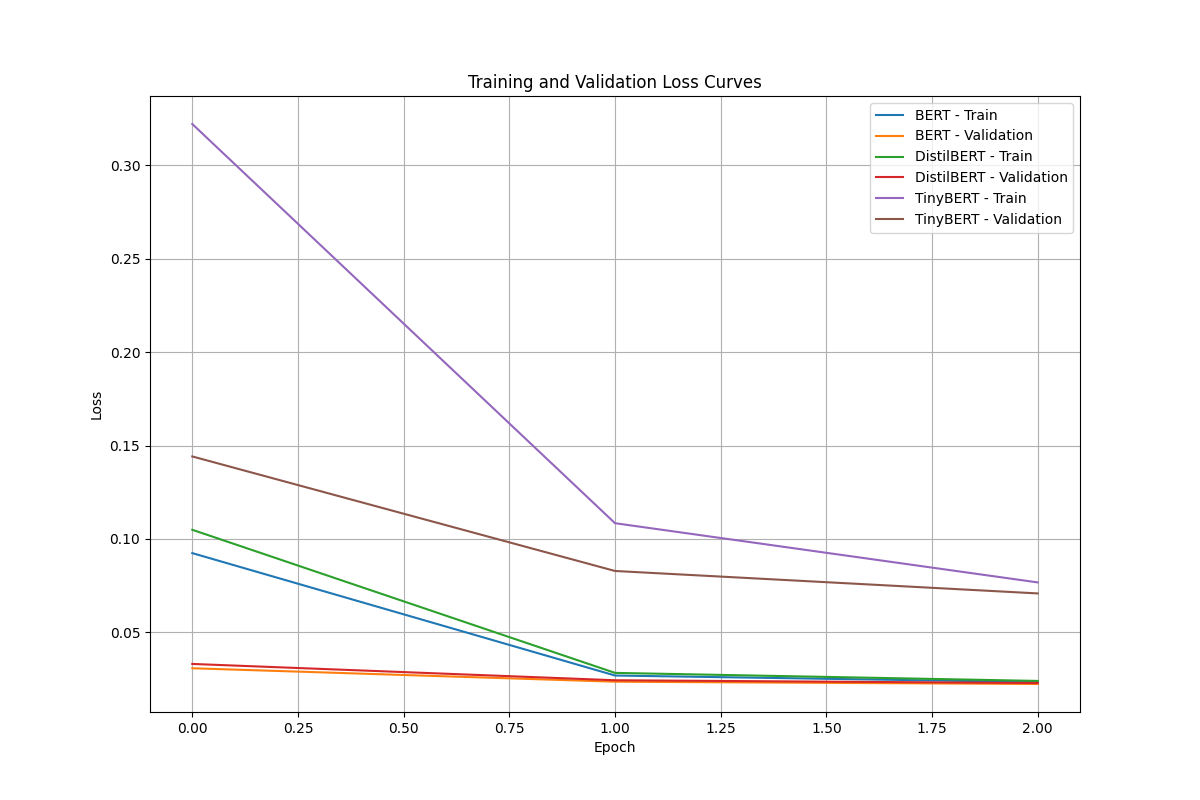 Training and Validation Loss Curves
BERT - Train
BERT - Validation
DistilBERT - Train
DistilBERT - Validation
TinyBERT - Train
TinyBERT - Validation
0.30
0.25
0.20
0.15
0.10
0.05
Loss
0.00 0.25 0.50 0.75 1.00 1.25 1.50 1.75 2.00
Epoch